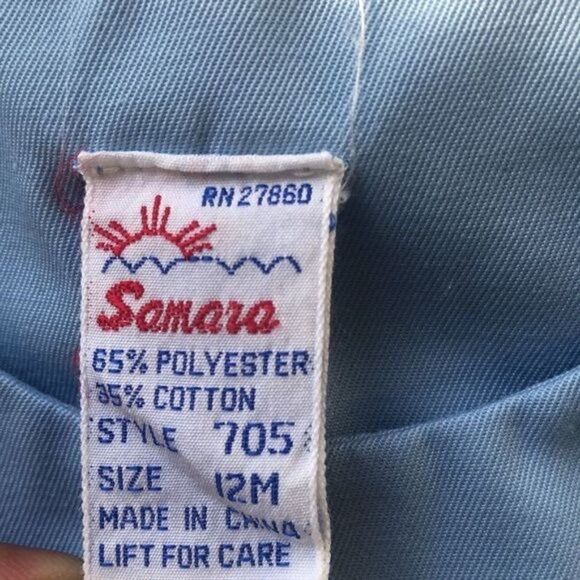 RN27860
Samara
65% POLYESTER
35% COTTON
STYLE 705
SIZE 12M
MADE IN CHINA
LIFT FOR CARE